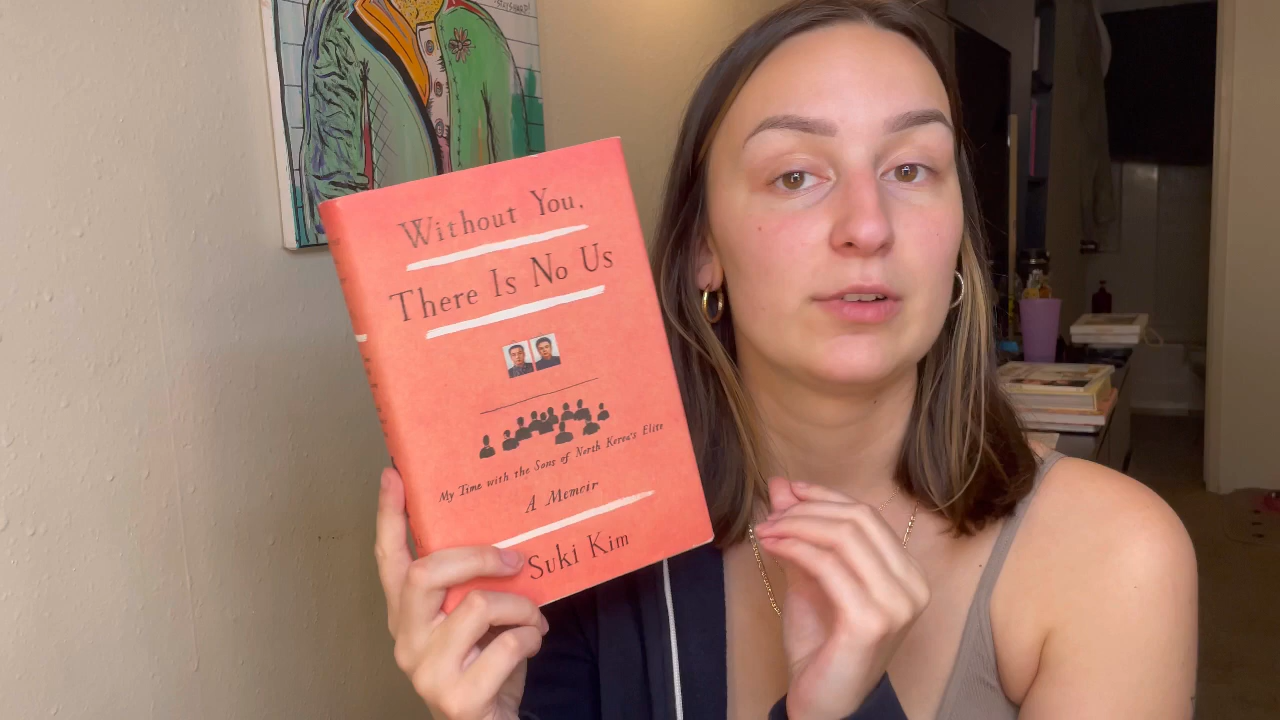 Without You,
There Is No Us
My Time with the Sons of North Korea's Elite
A Memoir
Suki Kim